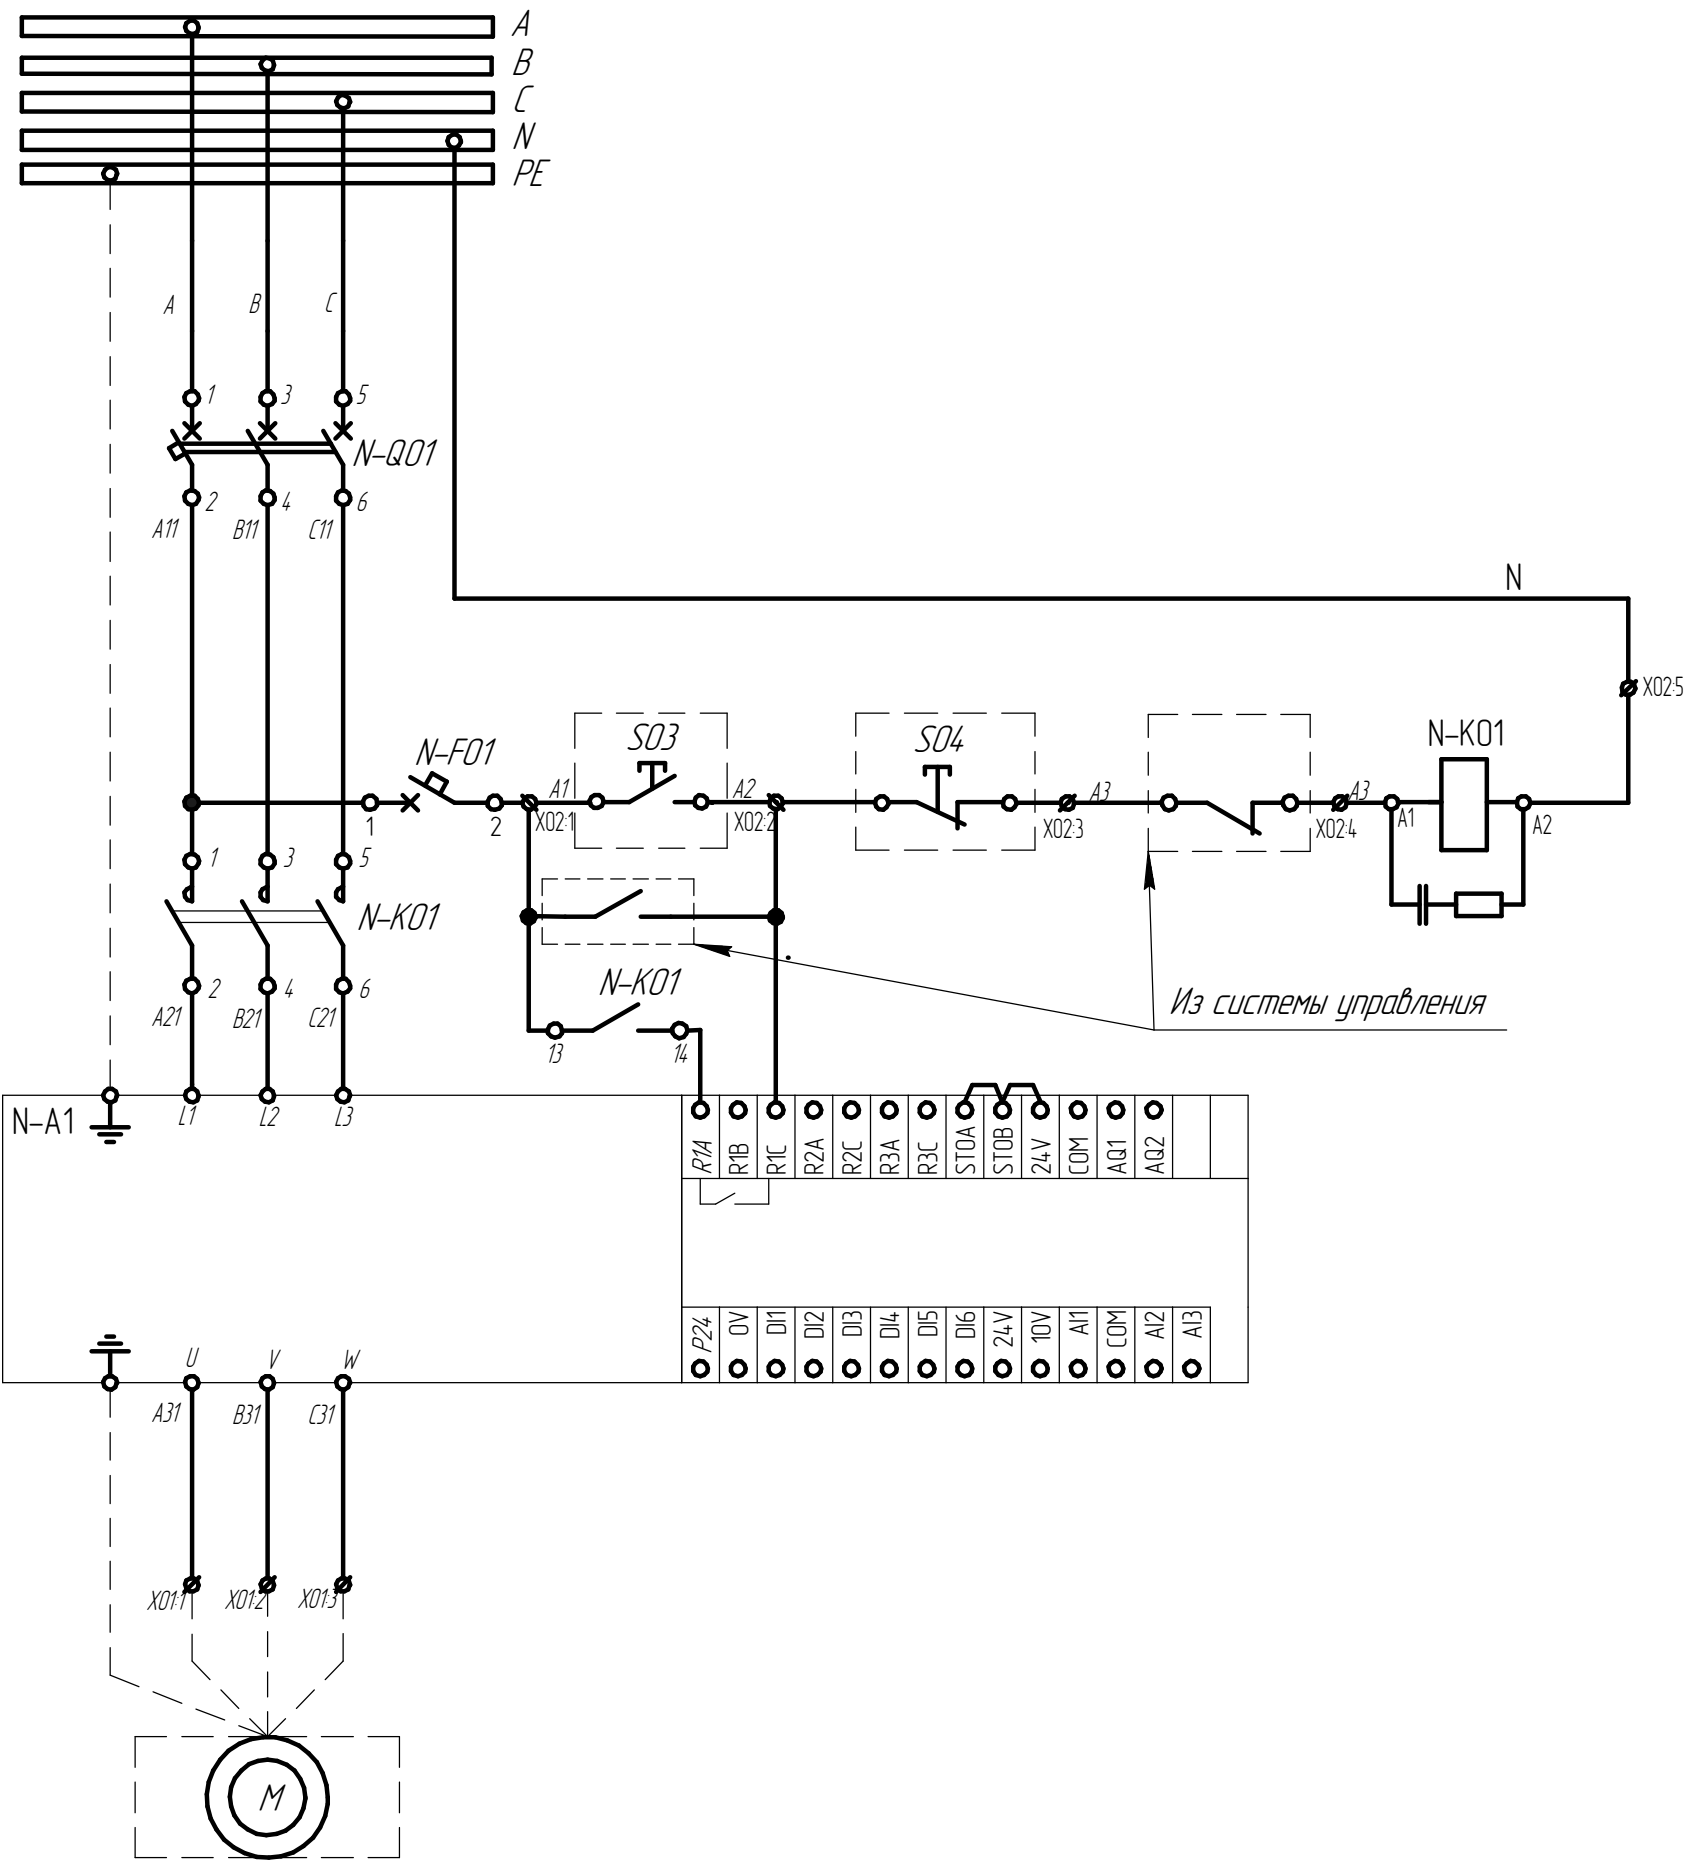 A
B
C
N
PE
A B C
1 3 5
N-Q01
2 4 6
A11 B11 C11
N
X02:5
N-F01 S03 S04 N-K01
A1 A2 A3 A3
1 2 X02:1 X02:2 X02:3 X02:4 A1 A2
1 3 5
N-K01
N-K01
2 4 6
A21 B21 C21
Из системы управления
13 14
N-A1 L1 L2 L3
R1A R1B R1C R2A R2C R3A R3C STOA STOB 24V COM AQ1 AQ2
P24 0V DI1 DI2 DI3 DI4 DI5 DI6 24V 10V AI1 COM AI2 AI3
U V W
A31 B31 C31
X01:1 X01:2 X01:3
M